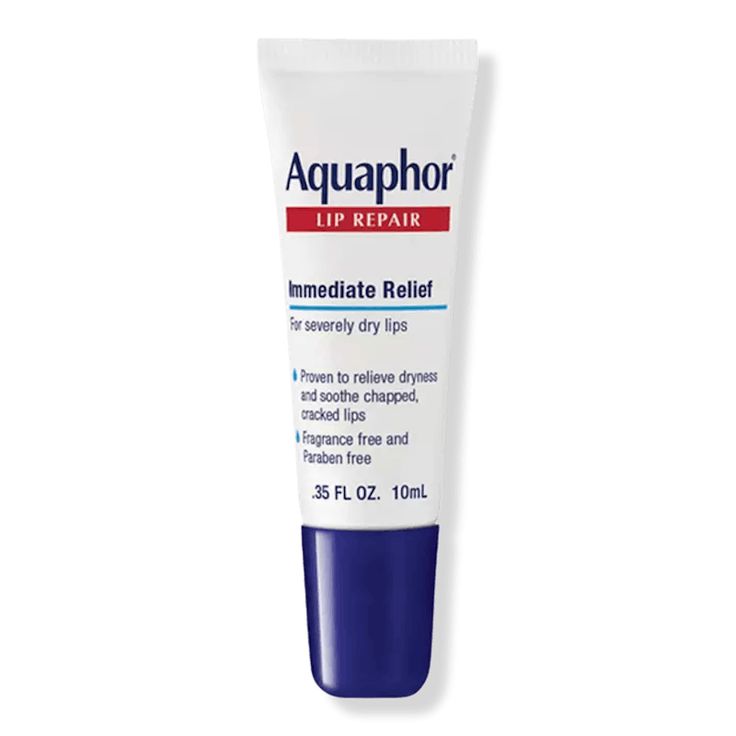 Aquaphor®
LIP REPAIR
Immediate Relief
For severely dry lips
Proven to relieve dryness
and soothe chapped,
cracked lips
Fragrance free and
Paraben free
.35 FL OZ. 10mL